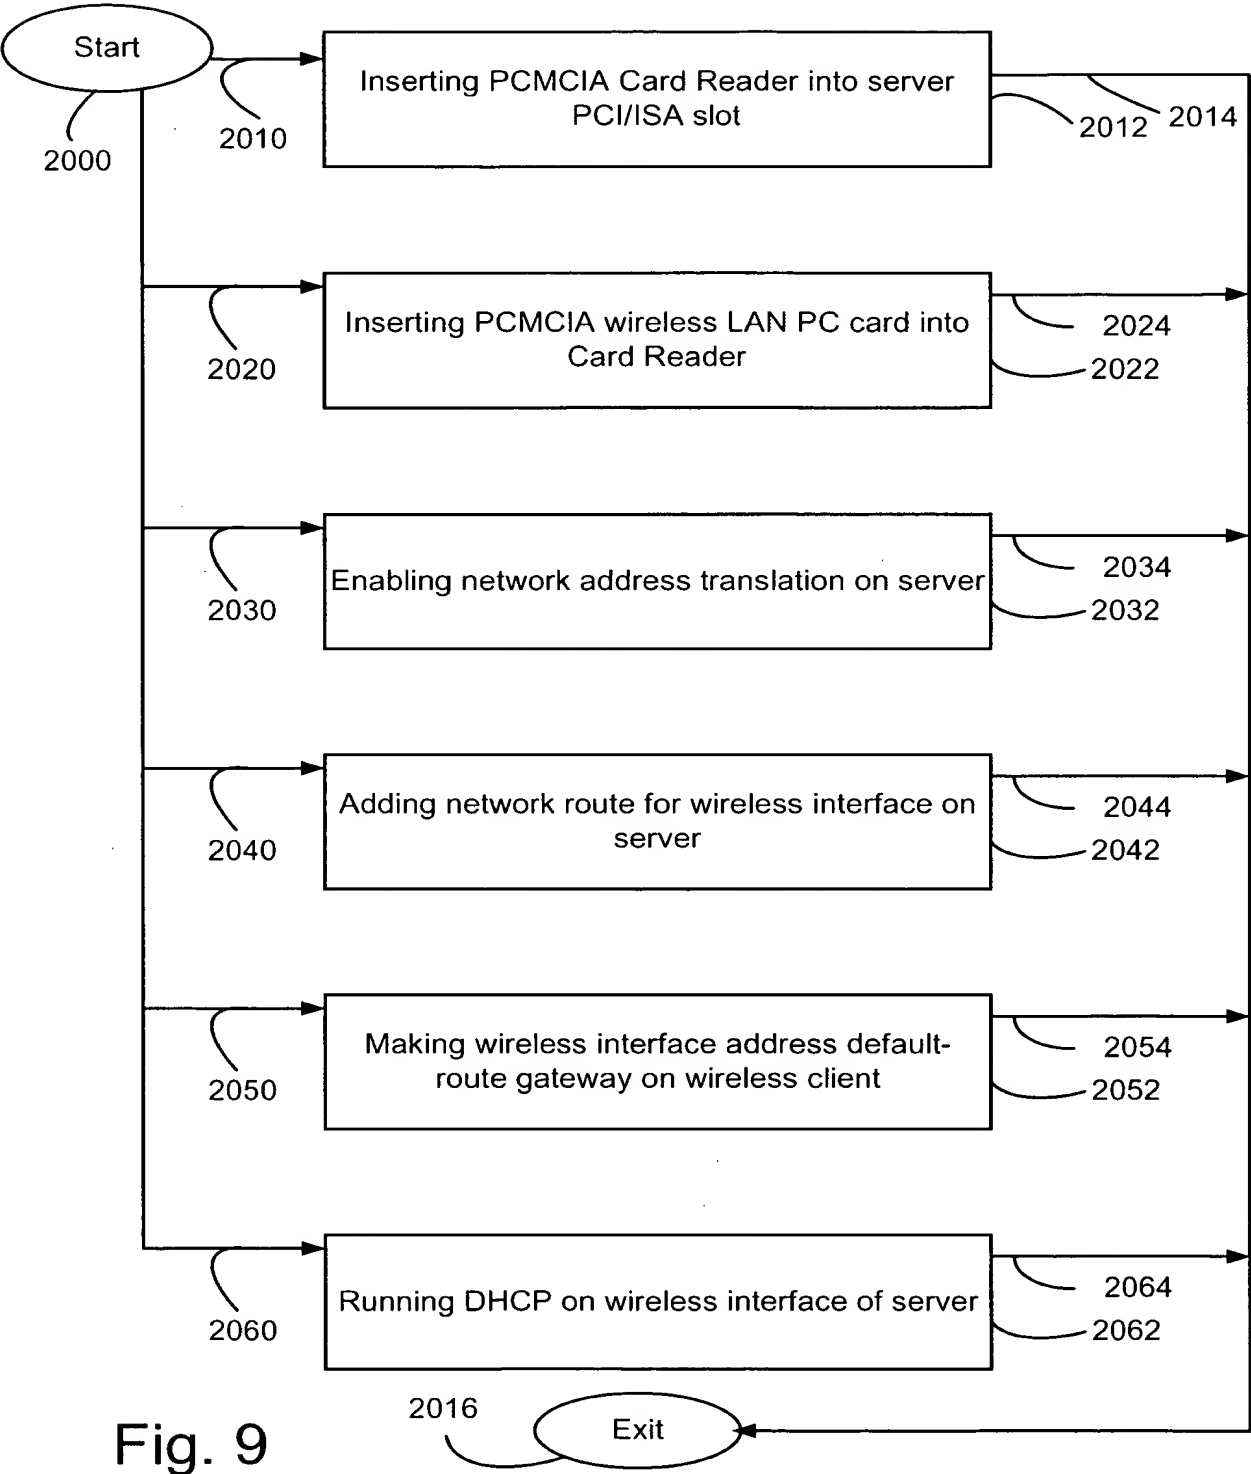 Start
2000
2010
Inserting PCMCIA Card Reader into server
PCI/ISA slot
2012
2014
2020
Inserting PCMCIA wireless LAN PC card into
Card Reader
2024
2022
2030
Enabling network address translation on server
2034
2032
2040
Adding network route for wireless interface on
server
2044
2042
2050
Making wireless interface address default-
route gateway on wireless client
2054
2052
2060
Running DHCP on wireless interface of server
2064
2062
2016
Exit
Fig. 9